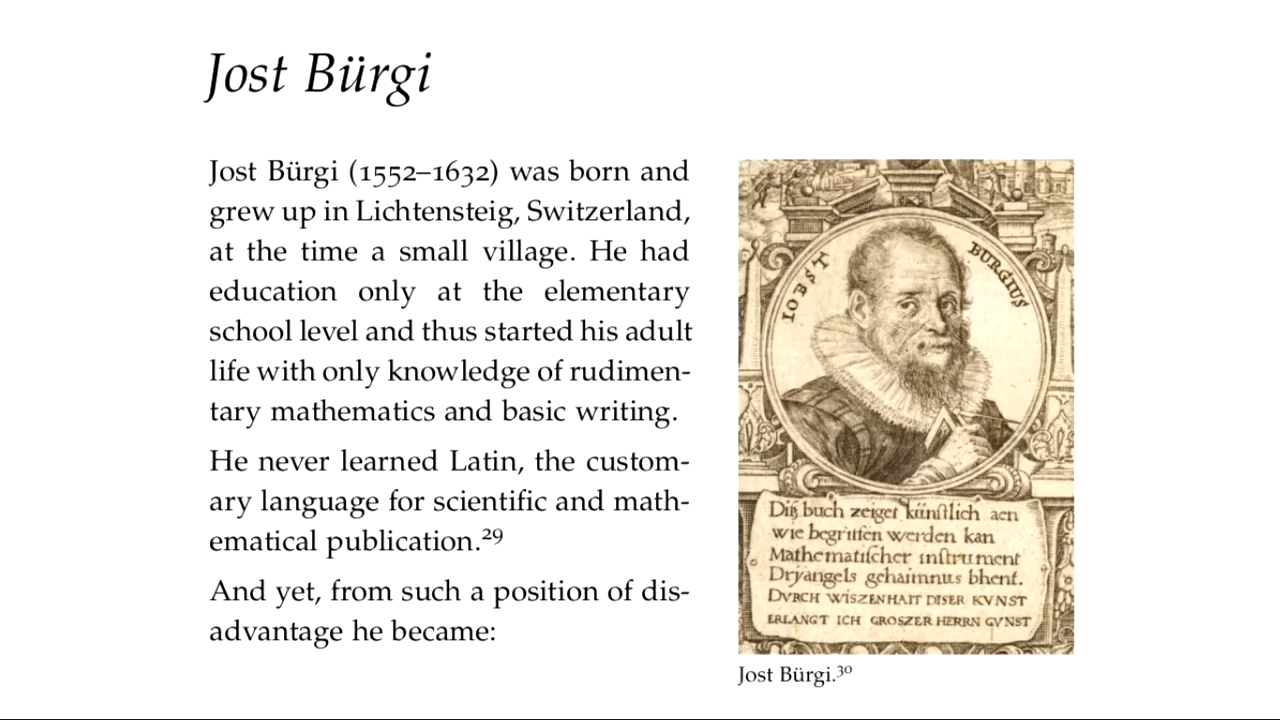 Jost Bürgi
Jost Bürgi (1552–1632) was born and
grew up in Lichtensteig, Switzerland,
at the time a small village. He had
education only at the elementary
school level and thus started his adult
life with only knowledge of rudimen-
tary mathematics and basic writing.
He never learned Latin, the custom-
ary language for scientific and math-
ematical publication.²⁹
And yet, from such a position of dis-
advantage he became:
IOBST BURGIUS
Diß buch zeiget künſtlich aen
wie begriffen werden kan
Mathematiſcher inſtrument
Dryangels gehaimnus bhent.
DVRCH WISZENHAIT DISER KVNST
ERLANGT ICH GROSZER HERRN GVNST
Jost Bürgi.³⁰